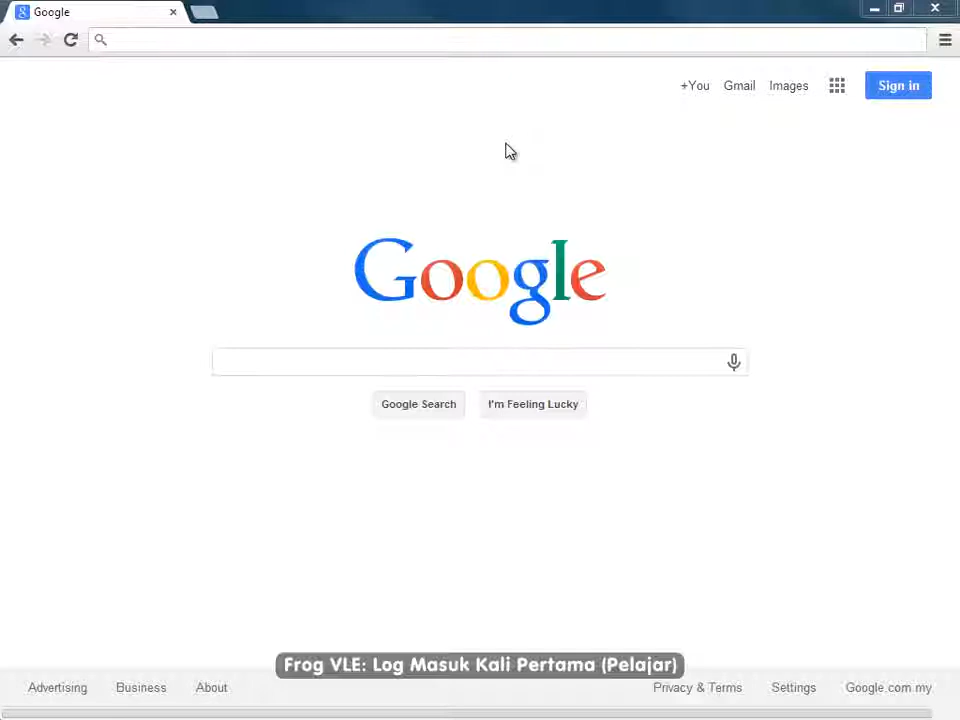 Google
+You Gmail Images Sign in
Google
Google Search I'm Feeling Lucky
Frog VLE: Log Masuk Kali Pertama (Pelajar)
Advertising Business About Privacy & Terms Settings Google.com.my